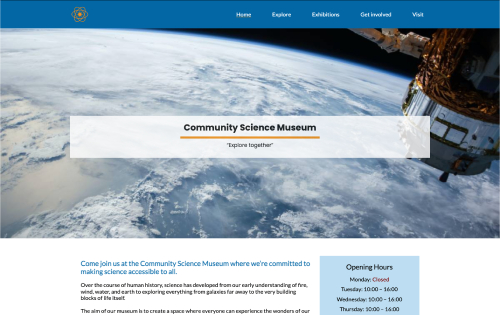 Home Explore Exhibitions Get involved Visit
Community Science Museum
"Explore together"
Come join us at the Community Science Museum where we're committed to
making science accessible to all.
Over the course of human history, science has developed from our early understanding of fire,
wind, water, and earth to exploring everything from galaxies far away to the very building
blocks of life itself.
The aim of our museum is to create a space where everyone can experience the wonders of our
Opening Hours
Monday: Closed
Tuesday: 10:00 – 16:00
Wednesday: 10:00 – 16:00
Thursday: 10:00 – 16:00